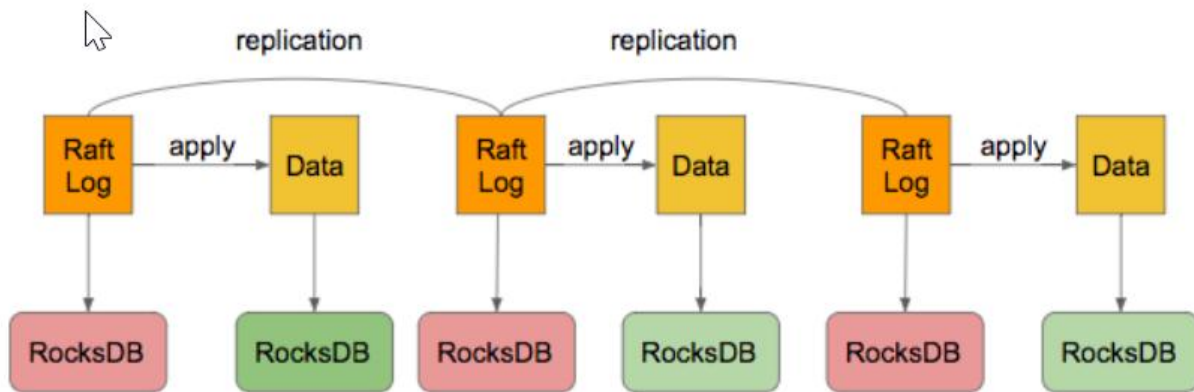 replication
replication
Raft
Log
apply
Data
Raft
Log
apply
Data
Raft
Log
apply
Data
RocksDB
RocksDB
RocksDB
RocksDB
RocksDB
RocksDB